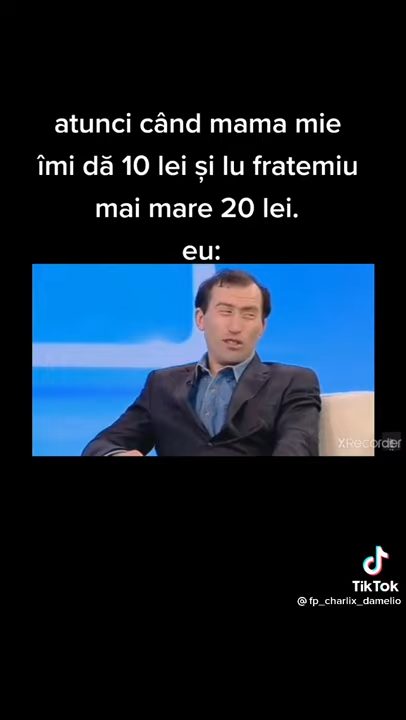 atunci când mama mie
îmi dă 10 lei și lu fratemiu
mai mare 20 lei.
eu:
XRecorder
TikTok
@fp_charlix_damelio